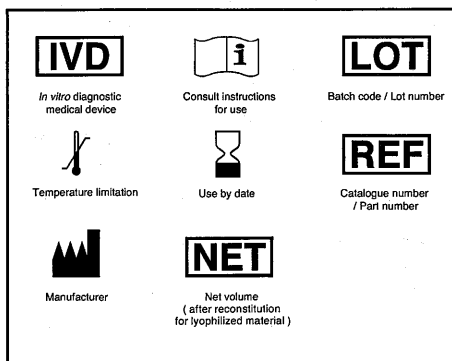 IVD
i
LOT
In vitro diagnostic
medical device
Consult instructions
for use
Batch code / Lot number
REF
Temperature limitation
Use by date
Catalogue number
/ Part number
NET
Manufacturer
Net volume
( after reconstitution
for lyophilized material )